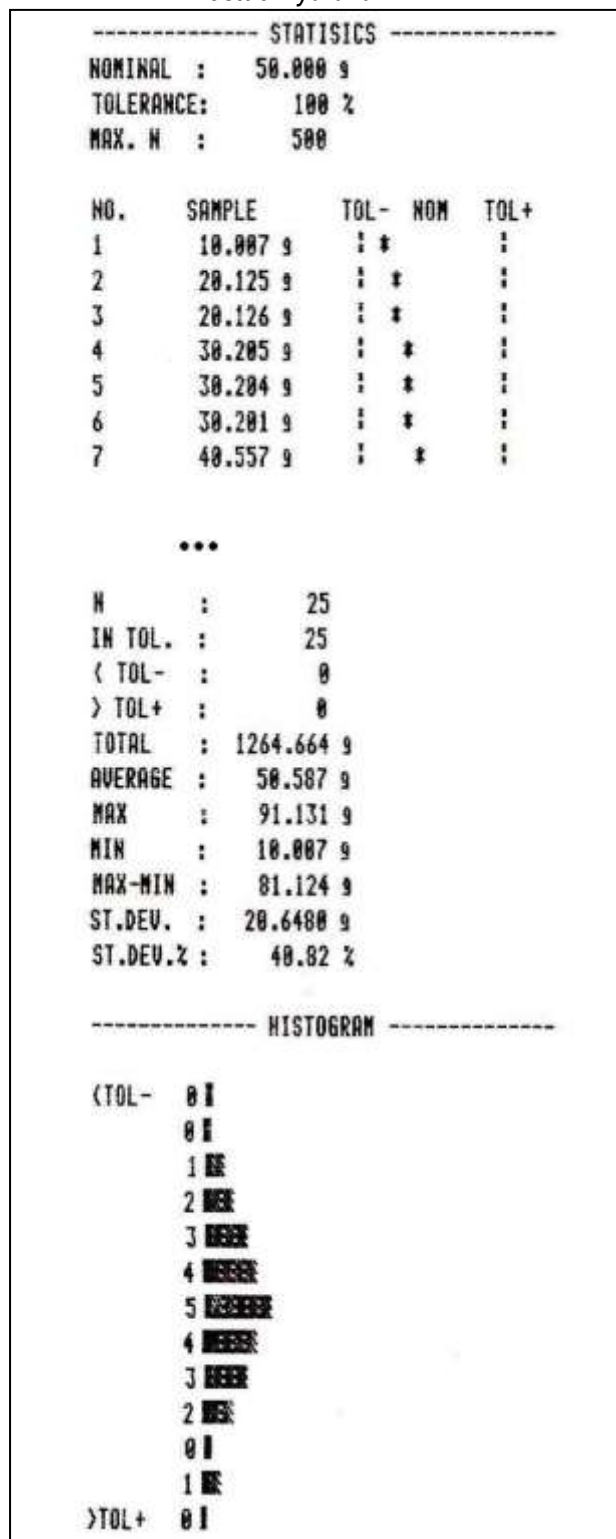 -------------- STATISICS --------------
NOMINAL : 50.000 g
TOLERANCE: 100 %
MAX. N : 500
NO. SAMPLE TOL- NOM TOL+
1 10.007 g ¦ * ¦
2 20.125 g ¦ * ¦
3 20.126 g ¦ * ¦
4 30.205 g ¦ * ¦
5 30.204 g ¦ * ¦
6 30.201 g ¦ * ¦
7 40.557 g ¦ * ¦
•••
N : 25
IN TOL. : 25
< TOL- : 0
> TOL+ : 0
TOTAL : 1264.664 g
AVERAGE : 50.587 g
MAX : 91.131 g
MIN : 10.007 g
MAX-MIN : 81.124 g
ST.DEV. : 20.6480 g
ST.DEV.% : 40.82 %
-------------- HISTOGRAM --------------
<TOL- 0
0
1
2
3
4
5
4
3
2
0
1
>TOL+ 0